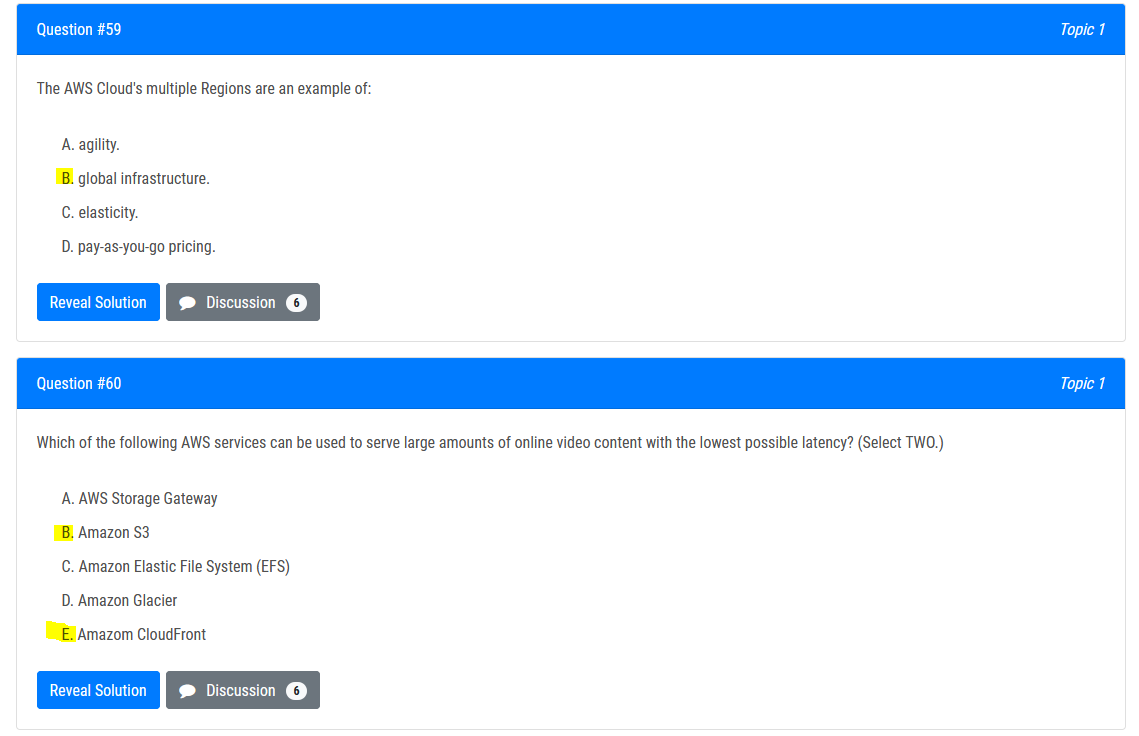 Question #59
Topic 1
The AWS Cloud's multiple Regions are an example of:
A. agility.
B. global infrastructure.
C. elasticity.
D. pay-as-you-go pricing.
Reveal Solution
Discussion 6
Question #60
Topic 1
Which of the following AWS services can be used to serve large amounts of online video content with the lowest possible latency? (Select TWO.)
A. AWS Storage Gateway
B. Amazon S3
C. Amazon Elastic File System (EFS)
D. Amazon Glacier
E. Amazom CloudFront
Reveal Solution
Discussion 6